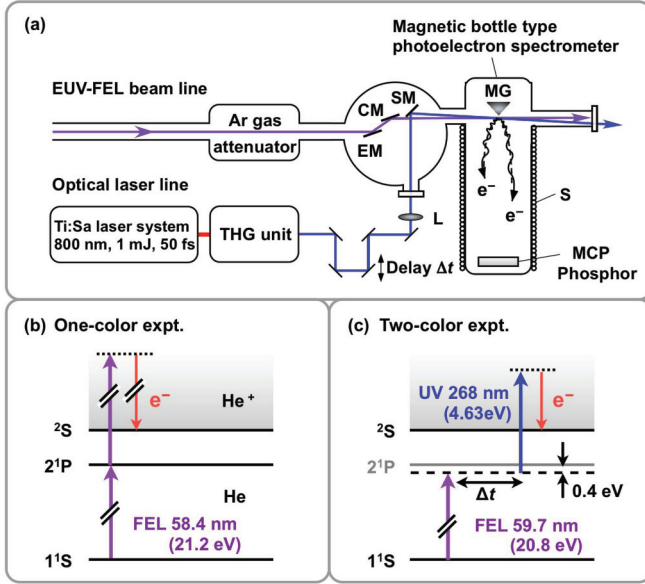 (a)
Magnetic bottle type
photoelectron spectrometer
EUV-FEL beam line
Ar gas
attenuator
CM
SM
EM
MG
e⁻
e⁻
S
Optical laser line
Ti:Sa laser system
800 nm, 1 mJ, 50 fs
THG unit
L
Delay Δt
MCP
Phosphor
(b) One-color expt.
e⁻
He⁺
²S
2¹P
He
FEL 58.4 nm
(21.2 eV)
1¹S
(c) Two-color expt.
UV 268 nm
(4.63eV)
e⁻
²S
2¹P
Δt
0.4 eV
FEL 59.7 nm
(20.8 eV)
1¹S